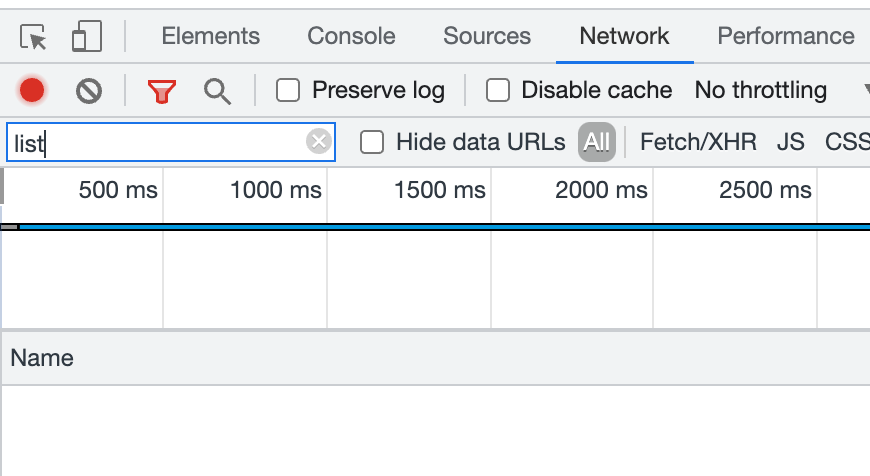 Elements Console Sources Network Performance
Preserve log Disable cache No throttling
list Hide data URLs All Fetch/XHR JS CSS
500 ms 1000 ms 1500 ms 2000 ms 2500 ms
Name